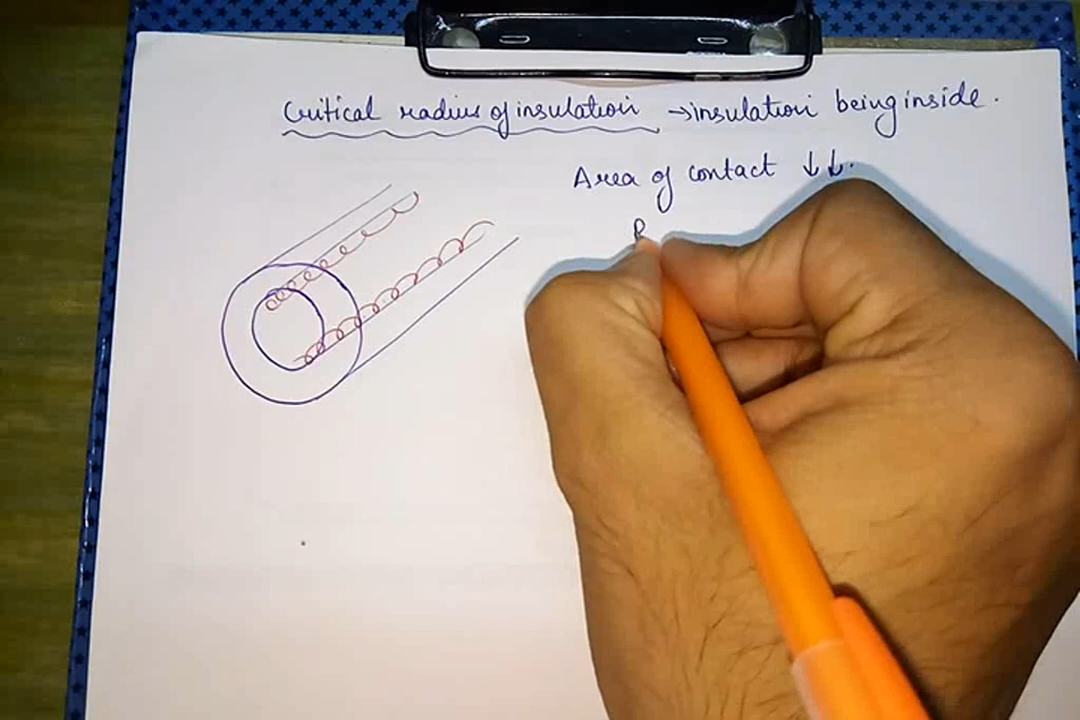 Critical radius of insulation → insulation being inside.
Area of contact ↓↓.
R